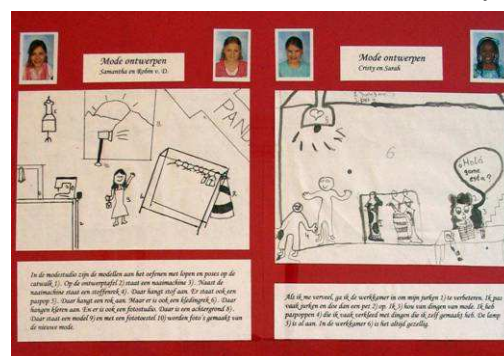 Mode ontwerpen
Samantha en Robin v. D.
Mode ontwerpen
Cristy en Sarah
PAND
6
Hola
In de modestudio zijn de modellen aan het oefenen met lopen en poses op de
catwalk 1). Op de ontwerptafel 2) staat een naaimachine 3). Naast de
naaimachine staat een stoffenrek 4). Daar hangt stof aan. Er staat ook een
paspop 5). Daar hangt een rok aan. Maar er is ook een kledingrek 6). Daar
hangen kleren aan. En er is ook een fotostudio. Daar is een achtergrond 8).
Daar staat een model 9) en met een fototoestel 10) worden foto's gemaakt van
de nieuwe mode.
Als ik me verveel, ga ik de werkkamer in om mijn jurken 1) te verbeteren. Ik pas
vaak jurken en doe dan een pet 2) op. Ik 3) hou van dingen van mode. Ik heb
paspoppen 4) die ik vaak verkleed met dingen die ik zelf gemaakt heb. De lamp
5) is al aan. In de werkkamer 6) is het altijd gezellig.